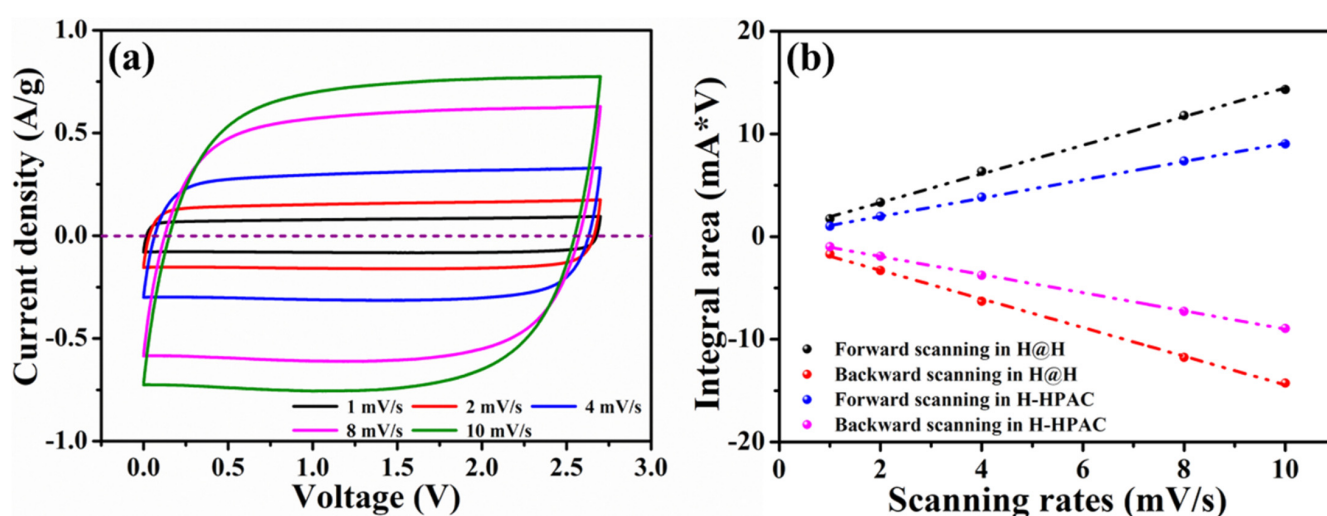 (a)
Current density (A/g)
1.0
0.5
0.0
-0.5
-1.0
1 mV/s 2 mV/s 4 mV/s
8 mV/s 10 mV/s
0.0 0.5 1.0 1.5 2.0 2.5 3.0
Voltage (V)
(b)
Integral area (mA*V)
20
10
0
-10
-20
Forward scanning in H@H
Backward scanning in H@H
Forward scanning in H-HPAC
Backward scanning in H-HPAC
0 2 4 6 8 10
Scanning rates (mV/s)